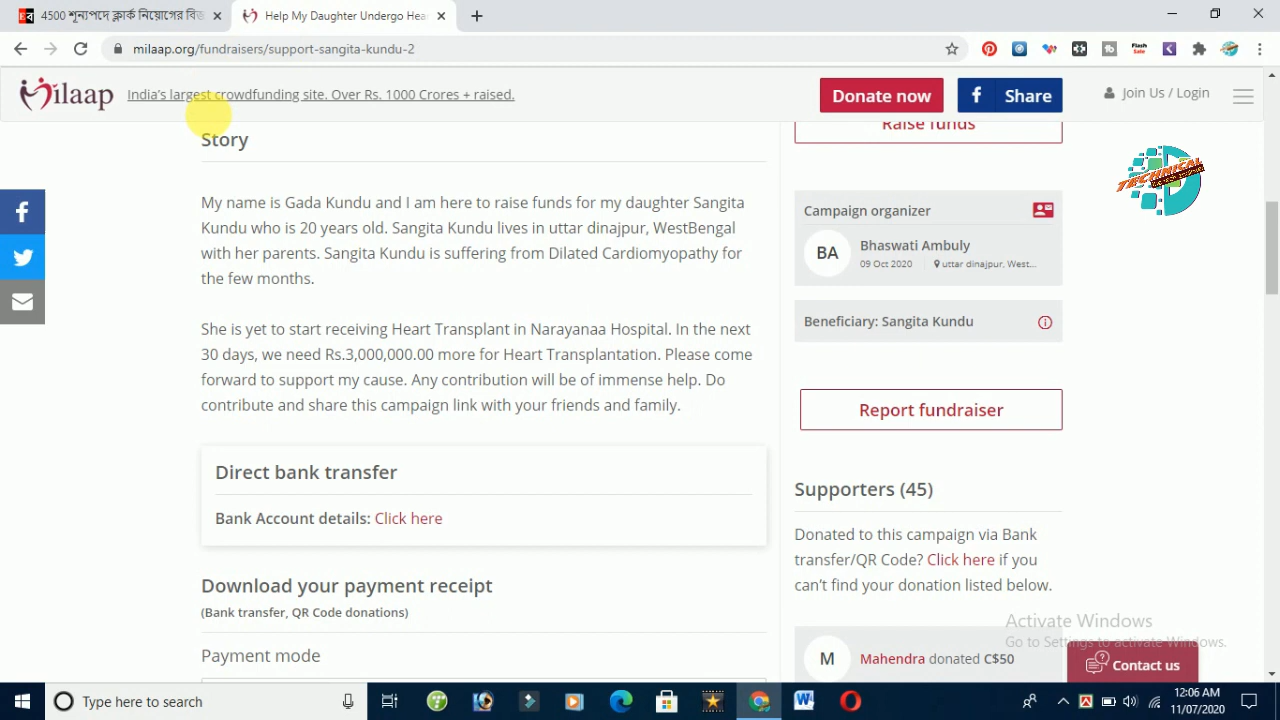 4500 শূন্যপদে ক্লার্ক নিয়োগের বিজ
Help My Daughter Undergo Hea
milaap.org/fundraisers/support-sangita-kundu-2
Flash Sale
Milaap
India's largest crowdfunding site. Over Rs. 1000 Crores + raised.
Donate now
Share
Join Us / Login
Story
Raise funds
TECHNICAL
My name is Gada Kundu and I am here to raise funds for my daughter Sangita
Kundu who is 20 years old. Sangita Kundu lives in uttar dinajpur, WestBengal
with her parents. Sangita Kundu is suffering from Dilated Cardiomyopathy for
the few months.
She is yet to start receiving Heart Transplant in Narayanaa Hospital. In the next
30 days, we need Rs.3,000,000.00 more for Heart Transplantation. Please come
forward to support my cause. Any contribution will be of immense help. Do
contribute and share this campaign link with your friends and family.
Direct bank transfer
Bank Account details: Click here
Download your payment receipt
(Bank transfer, QR Code donations)
Payment mode
Campaign organizer
BA
Bhaswati Ambuly
09 Oct 2020 | uttar dinajpur, West...
Beneficiary: Sangita Kundu
Report fundraiser
Supporters (45)
Donated to this campaign via Bank
transfer/QR Code? Click here if you
can't find your donation listed below.
M
Mahendra donated C$50
Activate Windows
Go to Settings to activate Windows.
Contact us
Type here to search
12:06 AM
11/07/2020